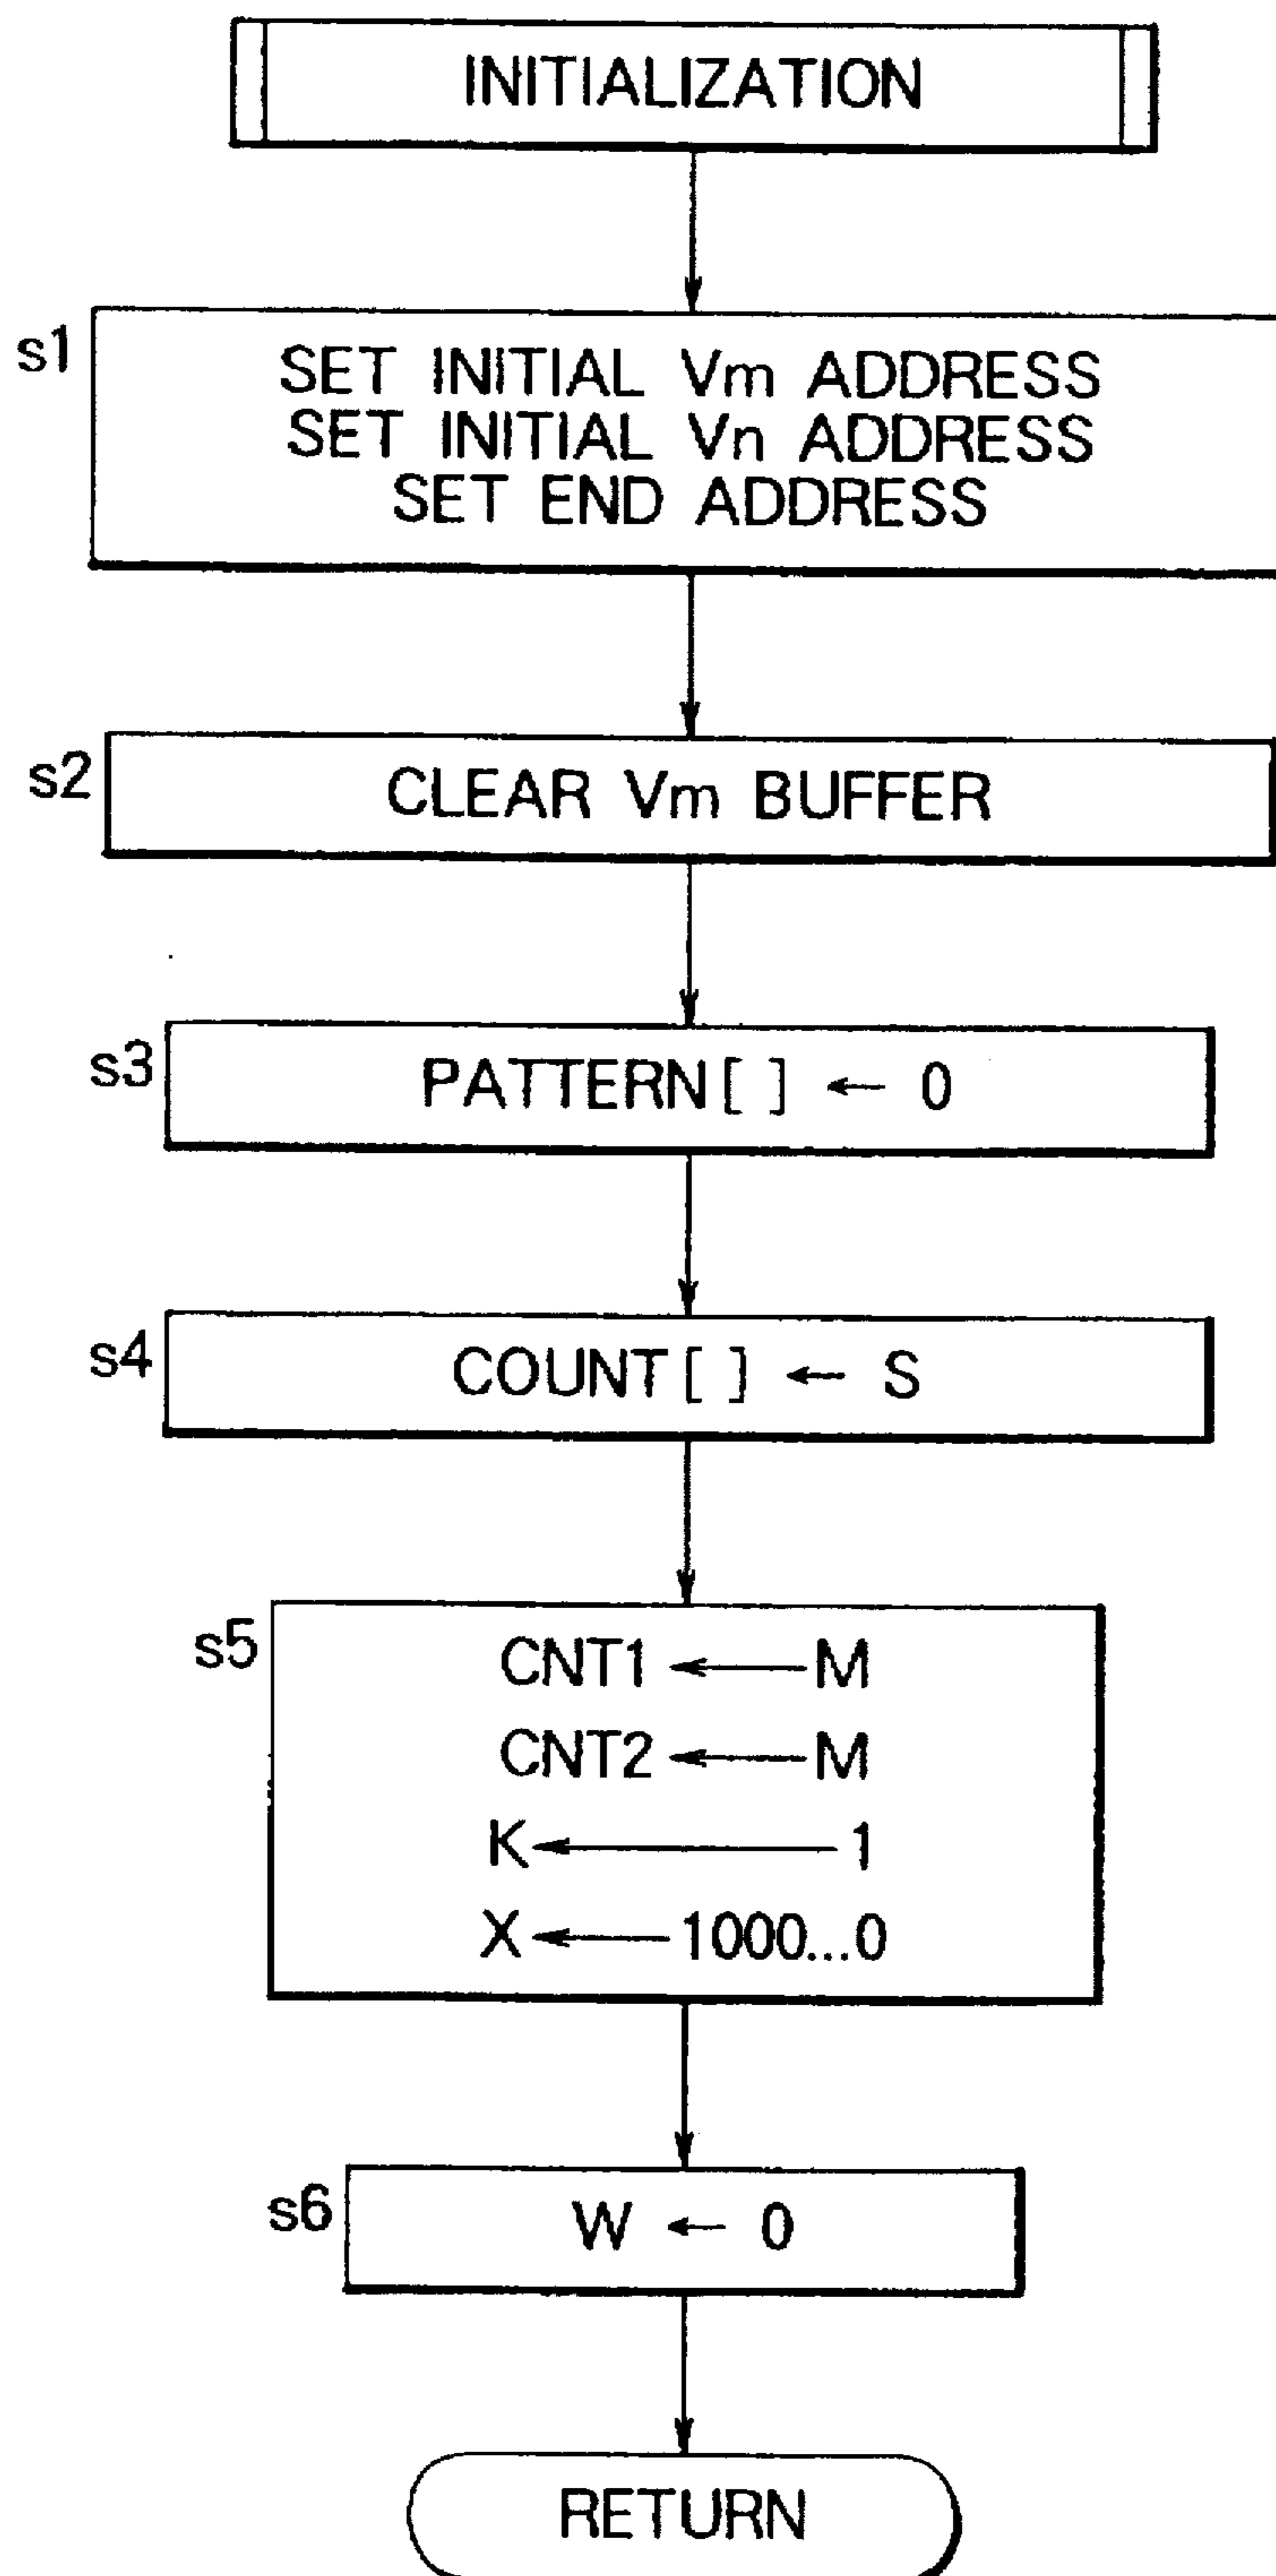 INITIALIZATION
s1
SET INITIAL Vm ADDRESS
SET INITIAL Vn ADDRESS
SET END ADDRESS
s2
CLEAR Vm BUFFER
s3
PATTERN[ ] ← 0
s4
COUNT[ ] ← S
s5
CNT1 ← M
CNT2 ← M
K ← 1
X ← 1000...0
s6
W ← 0
RETURN